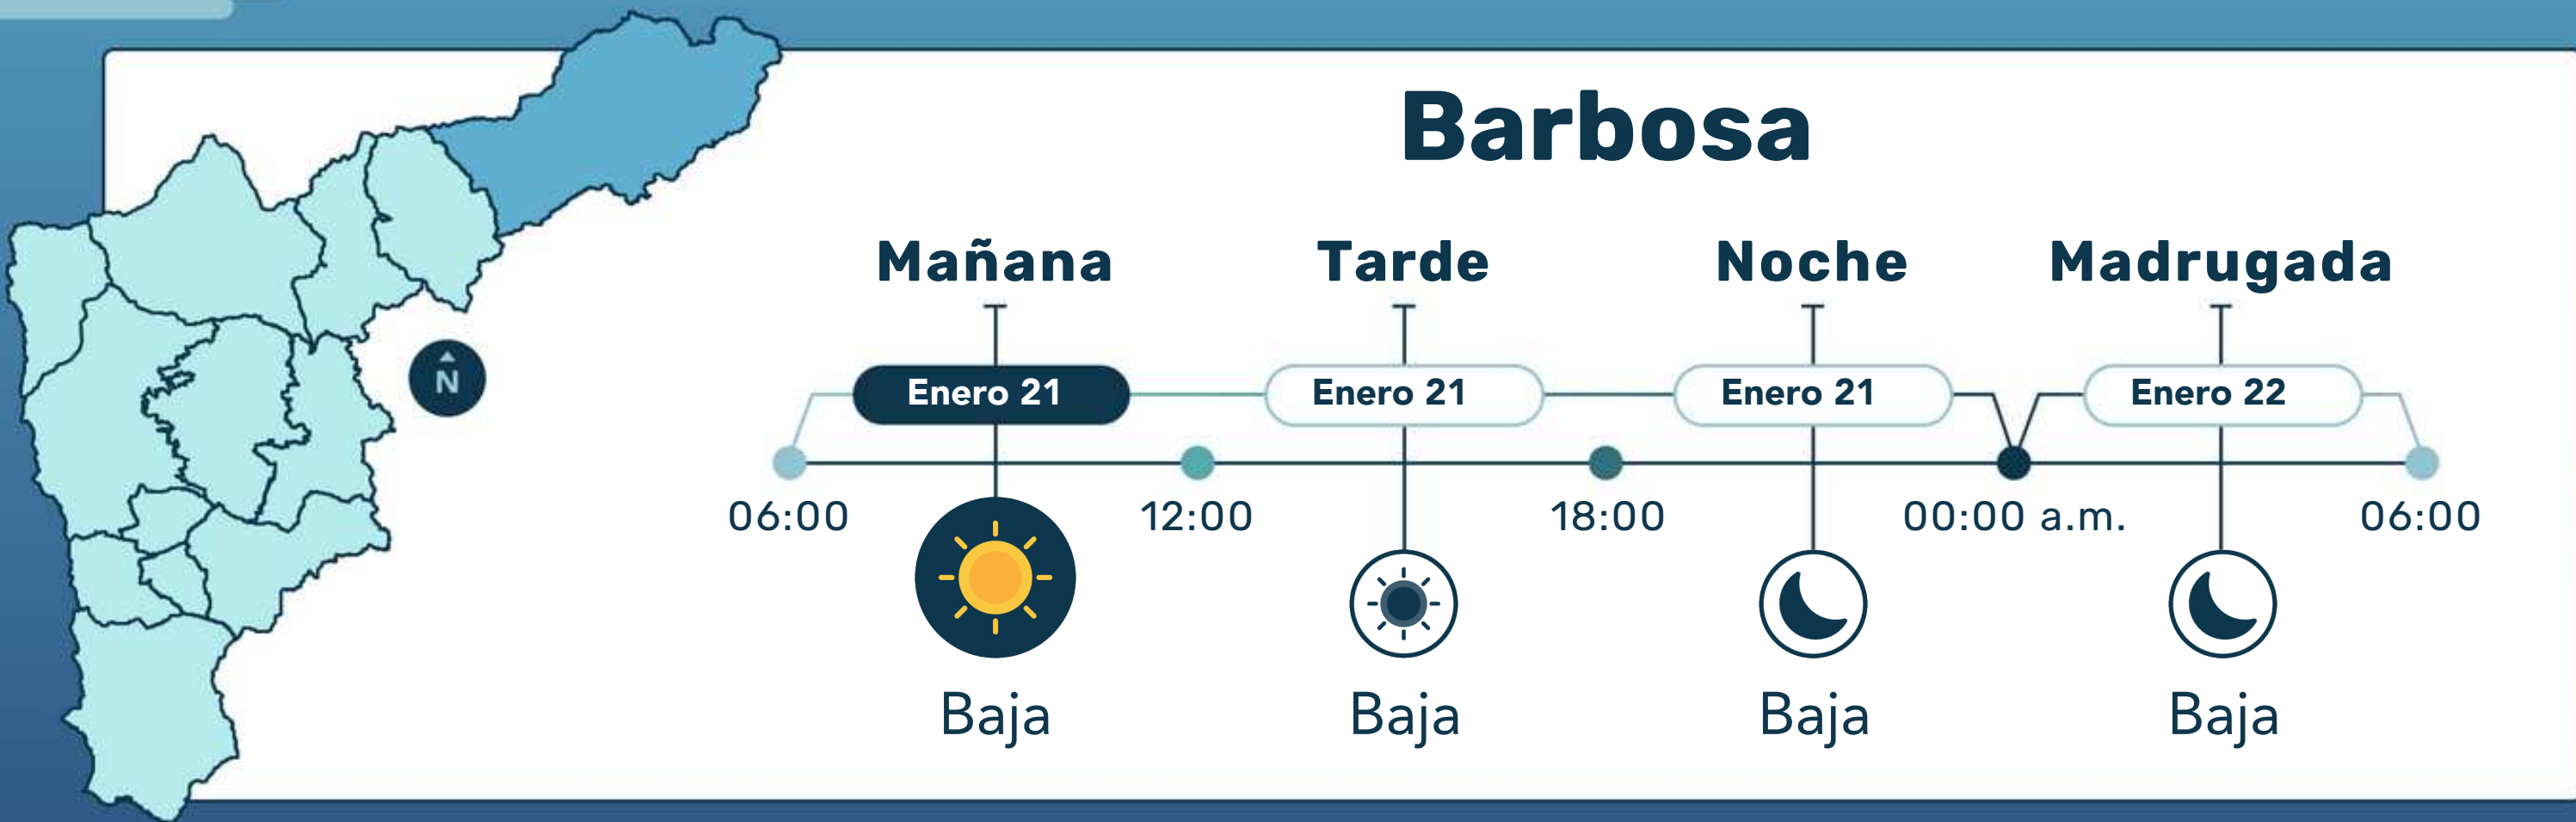 Barbosa
Mañana Tarde Noche Madrugada
Enero 21 Enero 21 Enero 21 Enero 22
N
06:00 12:00 18:00 00:00 a.m. 06:00
Baja Baja Baja Baja